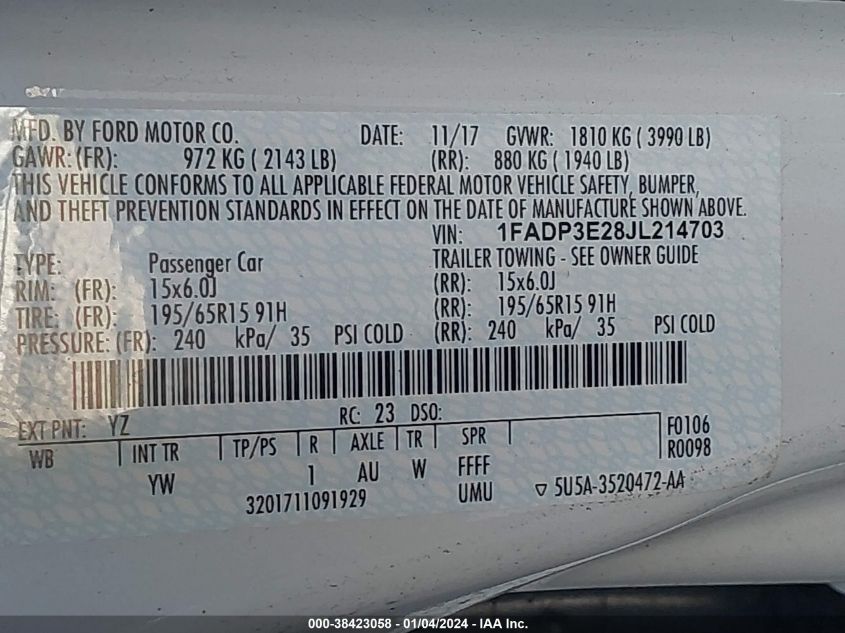 MFD. BY FORD MOTOR CO. DATE: 11/17 GVWR: 1810 KG ( 3990 LB)
GAWR: (FR): 972 KG ( 2143 LB) (RR): 880 KG ( 1940 LB)
THIS VEHICLE CONFORMS TO ALL APPLICABLE FEDERAL MOTOR VEHICLE SAFETY, BUMPER,
AND THEFT PREVENTION STANDARDS IN EFFECT ON THE DATE OF MANUFACTURE SHOWN ABOVE.
VIN: 1FADP3E28JL214703
TYPE: Passenger Car TRAILER TOWING - SEE OWNER GUIDE
RIM: (FR): 15x6.0J (RR): 15x6.0J
TIRE: (FR): 195/65R15 91H (RR): 195/65R15 91H
PRESSURE: (FR): 240 kPa/ 35 PSI COLD (RR): 240 kPa/ 35 PSI COLD
RC: 23 DSO:
EXT PNT: YZ F0106
WB INT TR TP/PS R AXLE TR SPR R0098
YW 1 AU W FFFF
3201711091929 UMU ▽ 5U5A-3520472-AA
000-38423058 - 01/04/2024 - IAA Inc.